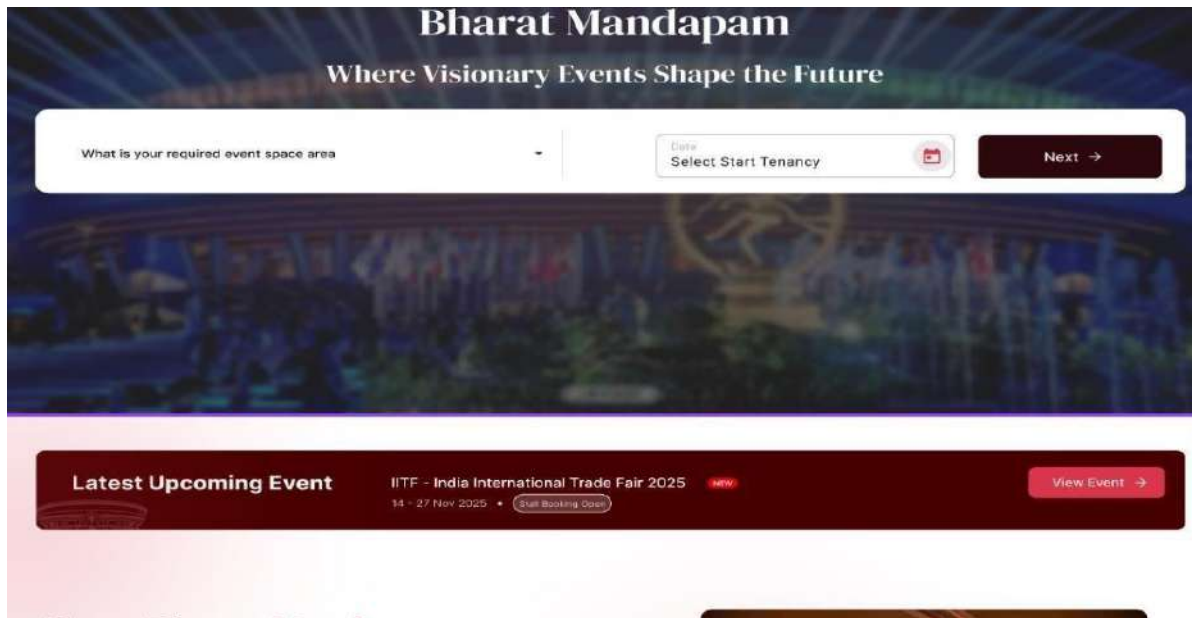 Bharat Mandapam
Where Visionary Events Shape the Future
What is your required event space area
Date
Select Start Tenancy
Next →
Latest Upcoming Event
IITF - India International Trade Fair 2025 NEW
14 - 27 Nov 2025 • Stall Booking Open
View Event →